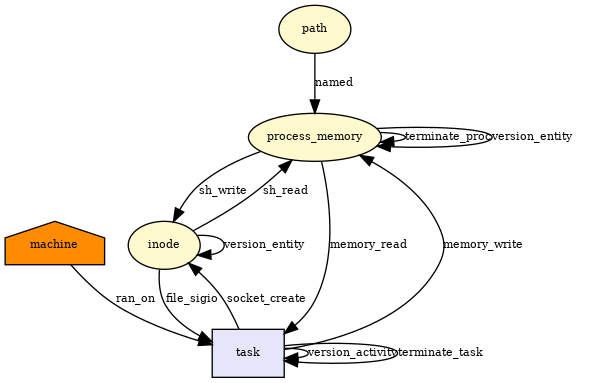 path
named
process_memory
terminate_proc
version_entity
sh_write
sh_read
machine
inode
version_entity
memory_read
memory_write
ran_on
file_sigio
socket_create
task
version_activity
terminate_task